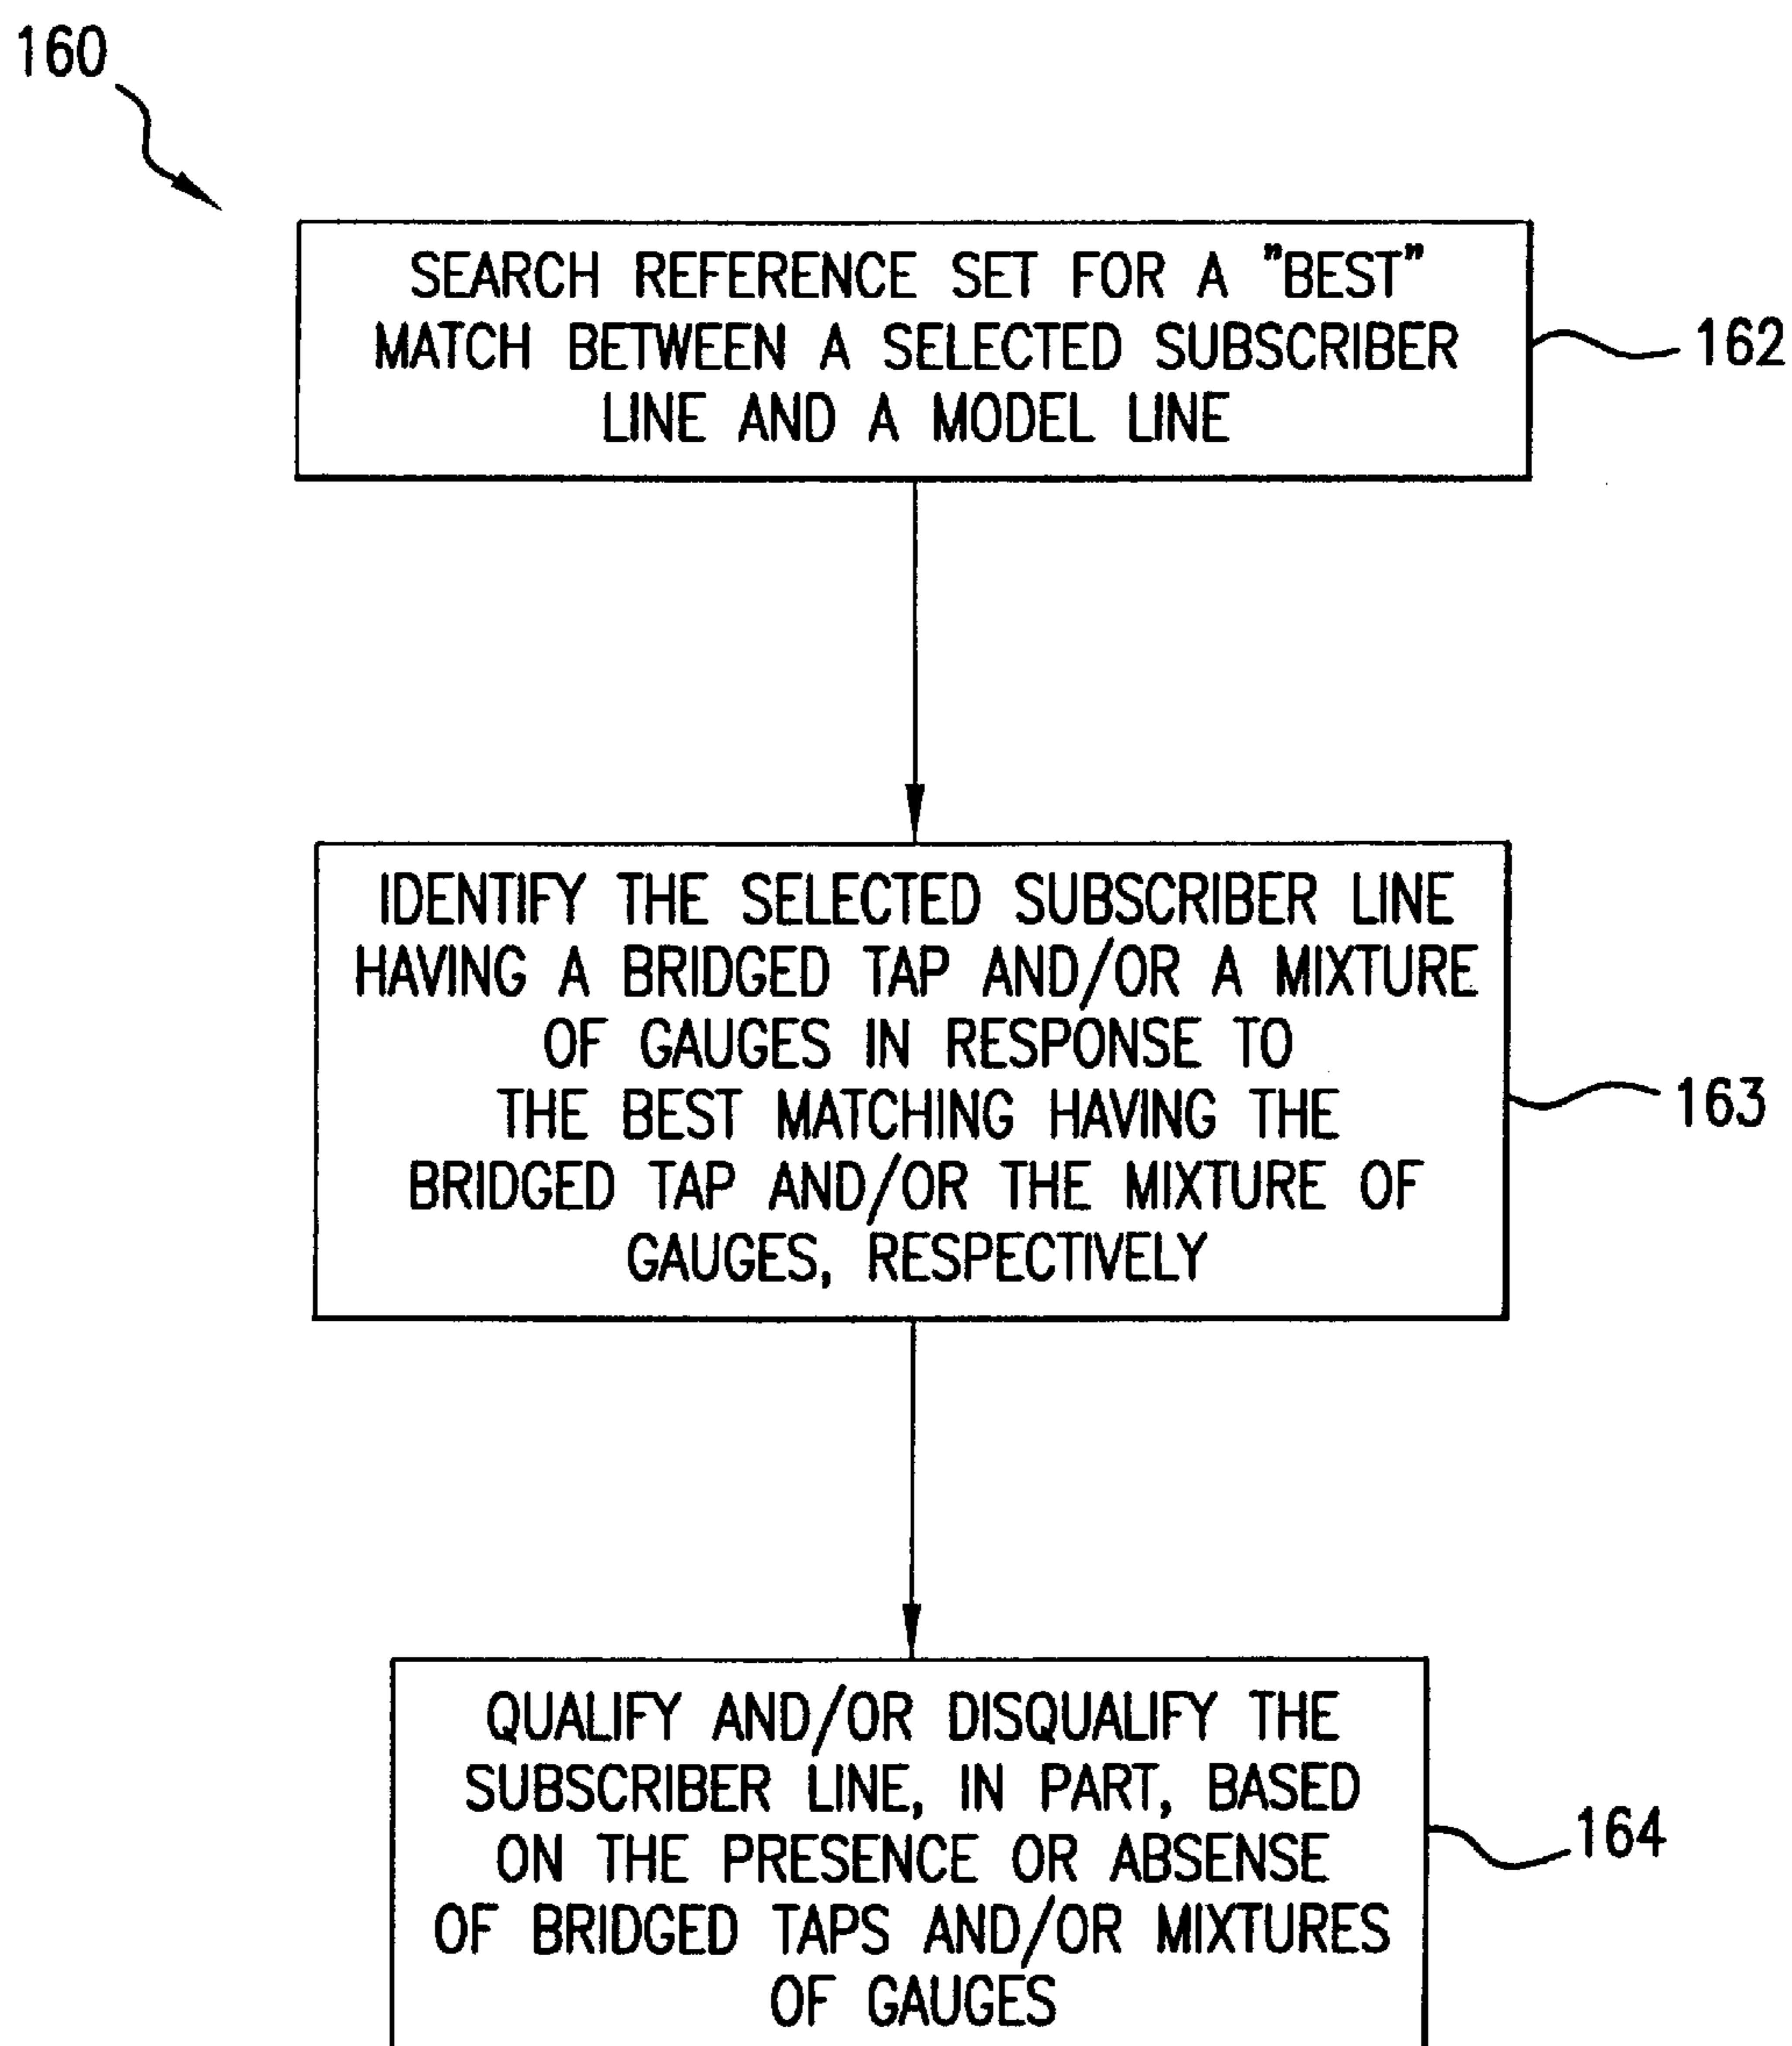 160
SEARCH REFERENCE SET FOR A "BEST"
MATCH BETWEEN A SELECTED SUBSCRIBER
LINE AND A MODEL LINE
162
IDENTIFY THE SELECTED SUBSCRIBER LINE
HAVING A BRIDGED TAP AND/OR A MIXTURE
OF GAUGES IN RESPONSE TO
THE BEST MATCHING HAVING THE
BRIDGED TAP AND/OR THE MIXTURE OF
GAUGES, RESPECTIVELY
163
QUALIFY AND/OR DISQUALIFY THE
SUBSCRIBER LINE, IN PART, BASED
ON THE PRESENCE OR ABSENSE
OF BRIDGED TAPS AND/OR MIXTURES
OF GAUGES
164